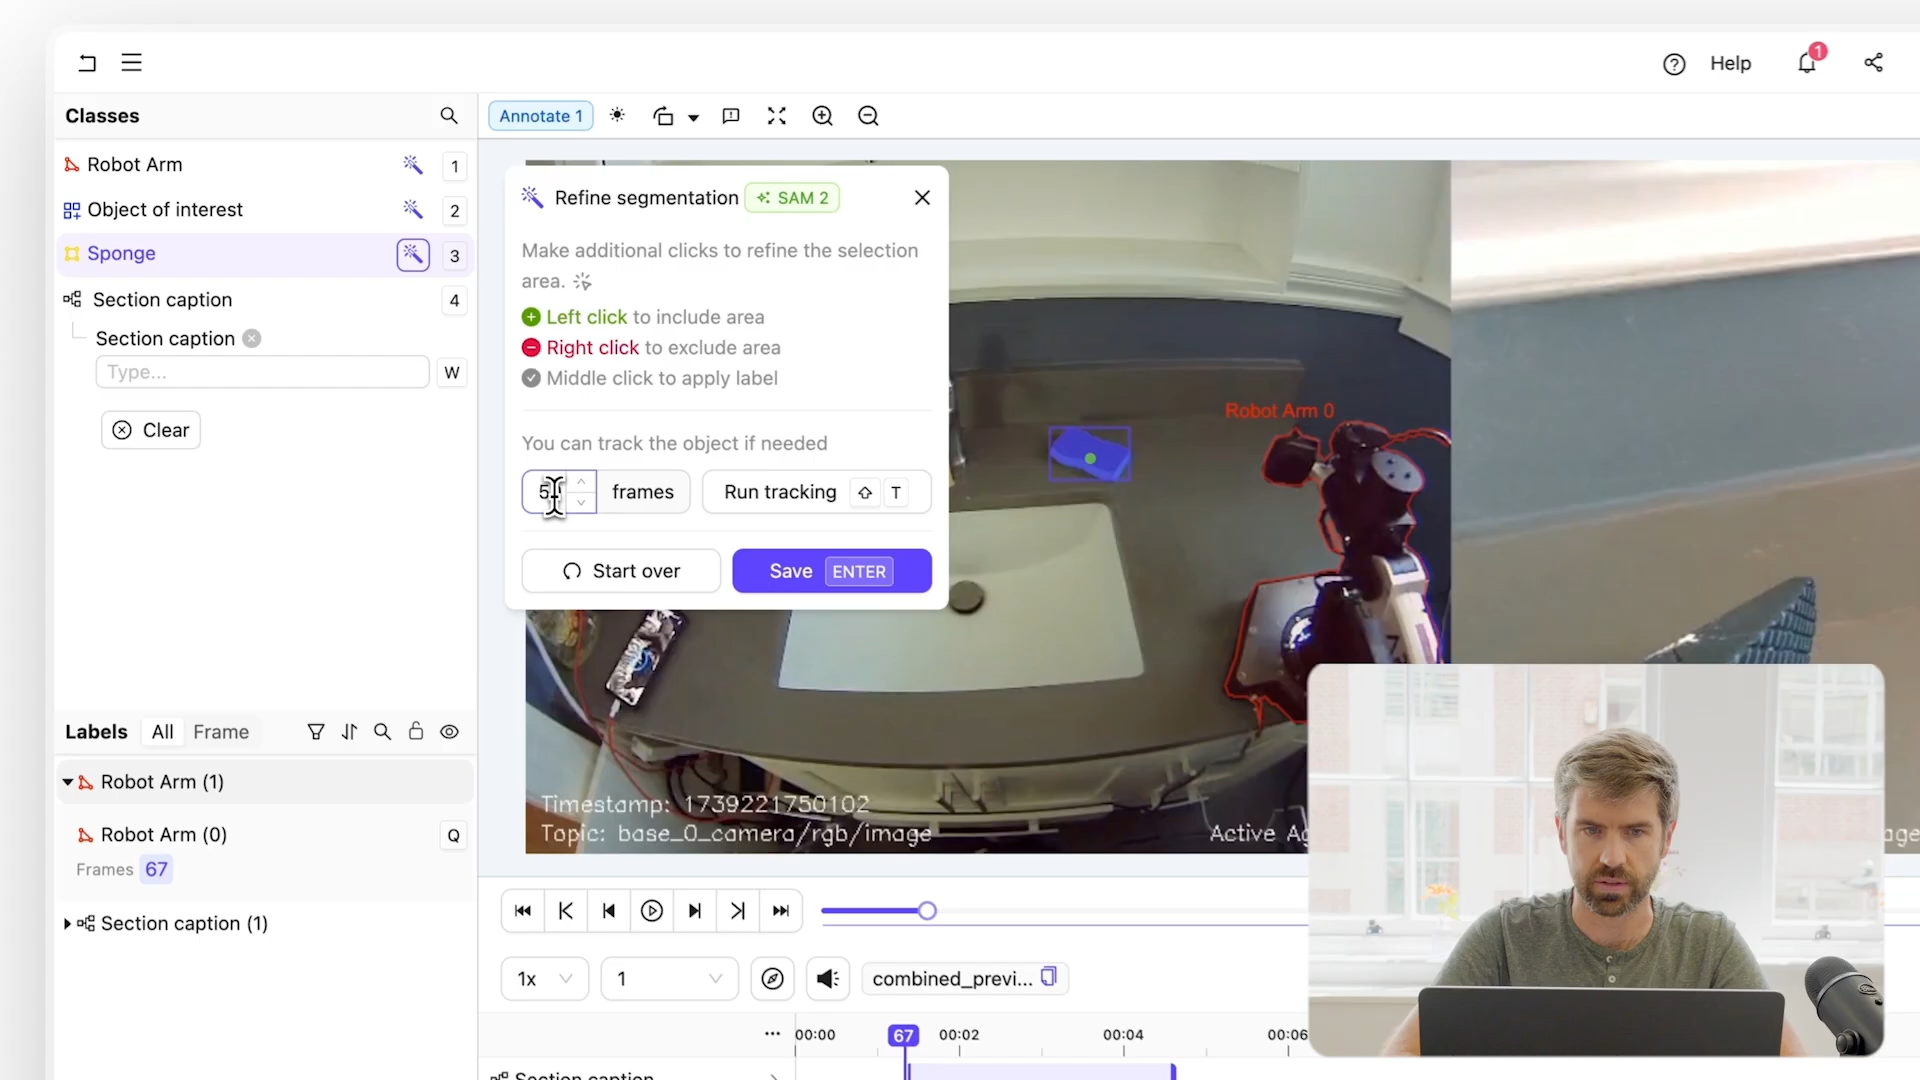 Help
1
Classes
Annotate 1
Robot Arm
1
Object of interest
2
Sponge
3
Section caption
4
Section caption
Type...
W
Clear
Refine segmentation
SAM 2
Make additional clicks to refine the selection
area.
Left click to include area
Right click to exclude area
Middle click to apply label
You can track the object if needed
frames
Run tracking
T
Start over
Save
ENTER
Robot Arm 0
Timestamp: 1739221750102
Topic: base_0_camera/rgb/image
Labels
All
Frame
Robot Arm (1)
Robot Arm (0)
Q
Frames
67
Section caption (1)
1x
1
combined_previ...
00:00
67
00:02
00:04
00:06
Section caption